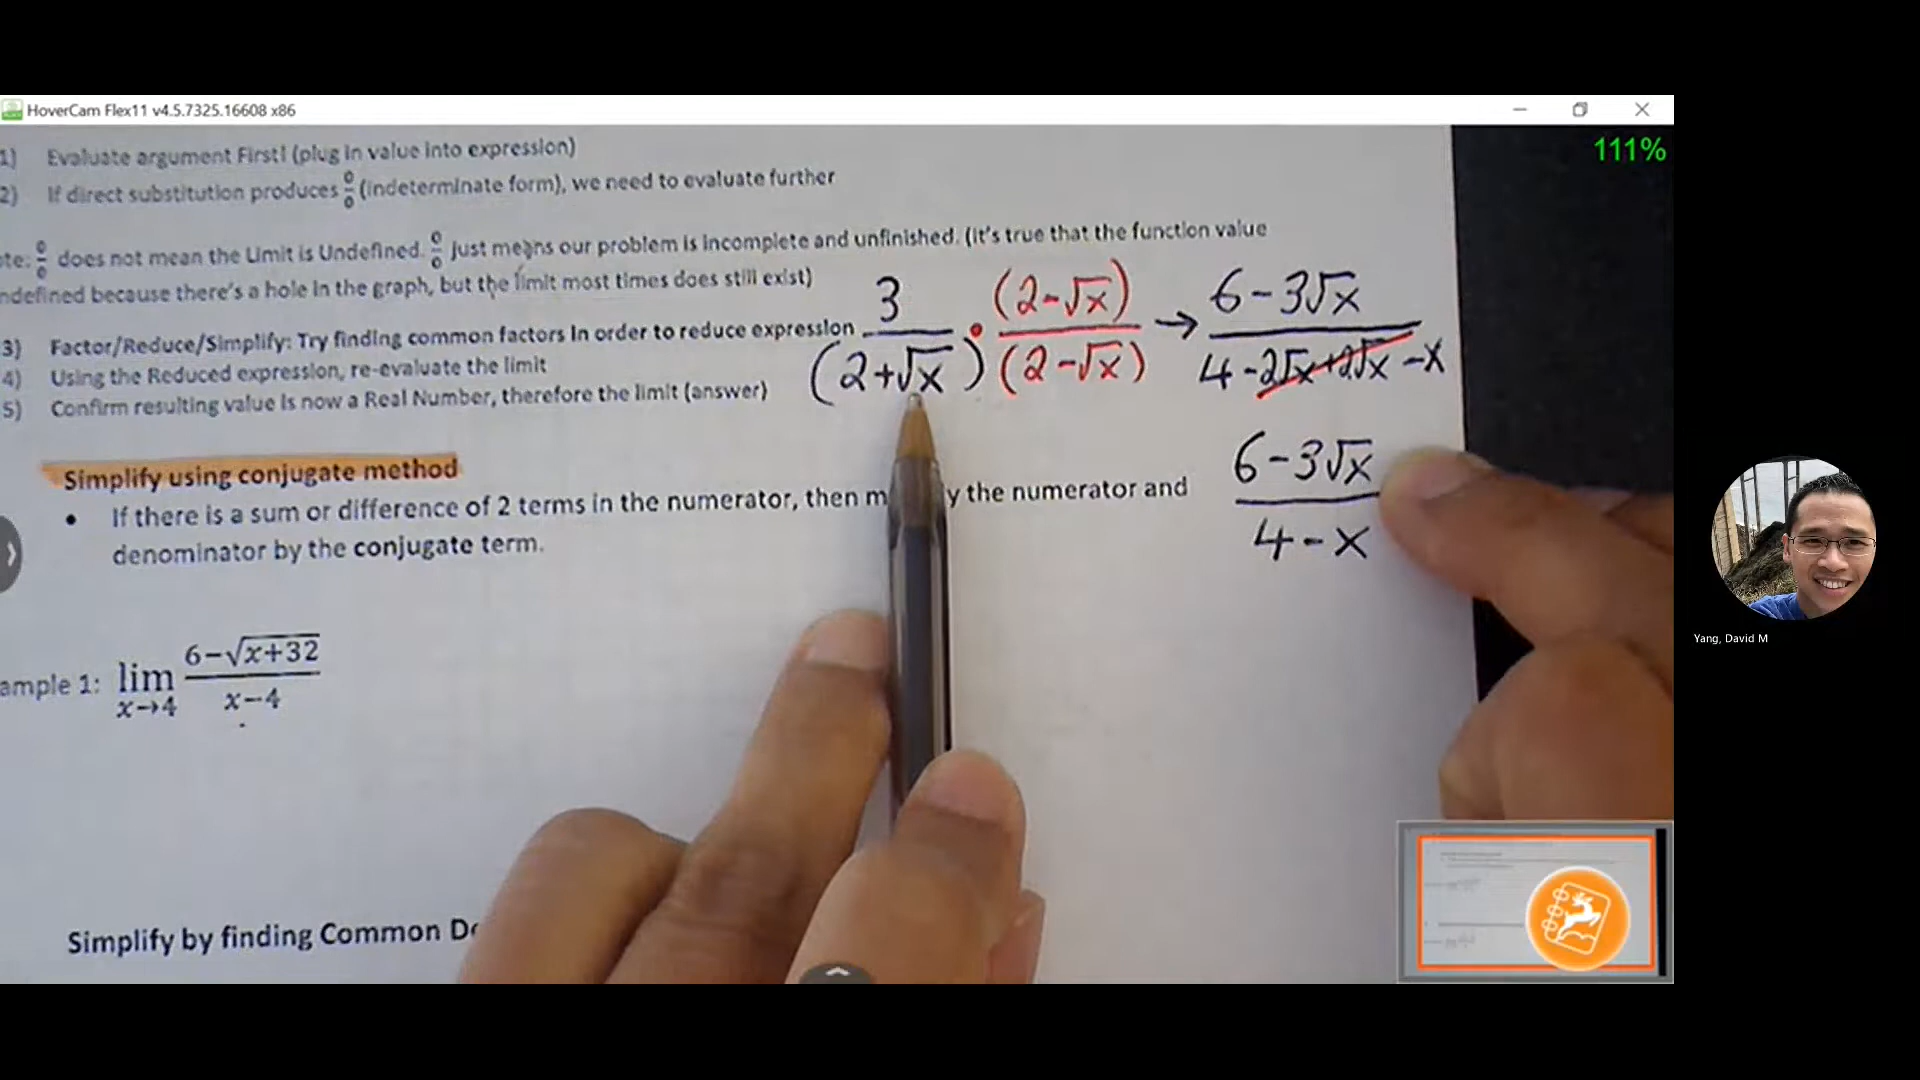 HoverCam Flex11 v4.5.7325.16608 x86
111%
1) Evaluate argument First! (plug in value into expression)
2) If direct substitution produces 0/0 (indeterminate form), we need to evaluate further
te: 0/0 does not mean the Limit is Undefined. 0/0 just means our problem is incomplete and unfinished. (it's true that the function value
ndefined because there's a hole in the graph, but the limit most times does still exist)
3) Factor/Reduce/Simplify: Try finding common factors in order to reduce expression
4) Using the Reduced expression, re-evaluate the limit
5) Confirm resulting value is now a Real Number, therefore the limit (answer)
3/(2+√x) • (2-√x)/(2-√x) → 6-3√x/4-2√x+2√x-x
6-3√x/4-x
Simplify using conjugate method
• If there is a sum or difference of 2 terms in the numerator, then m y the numerator and
denominator by the conjugate term.
ample 1: lim x→4 6-√x+32/x-4
Simplify by finding Common De
Yang, David M